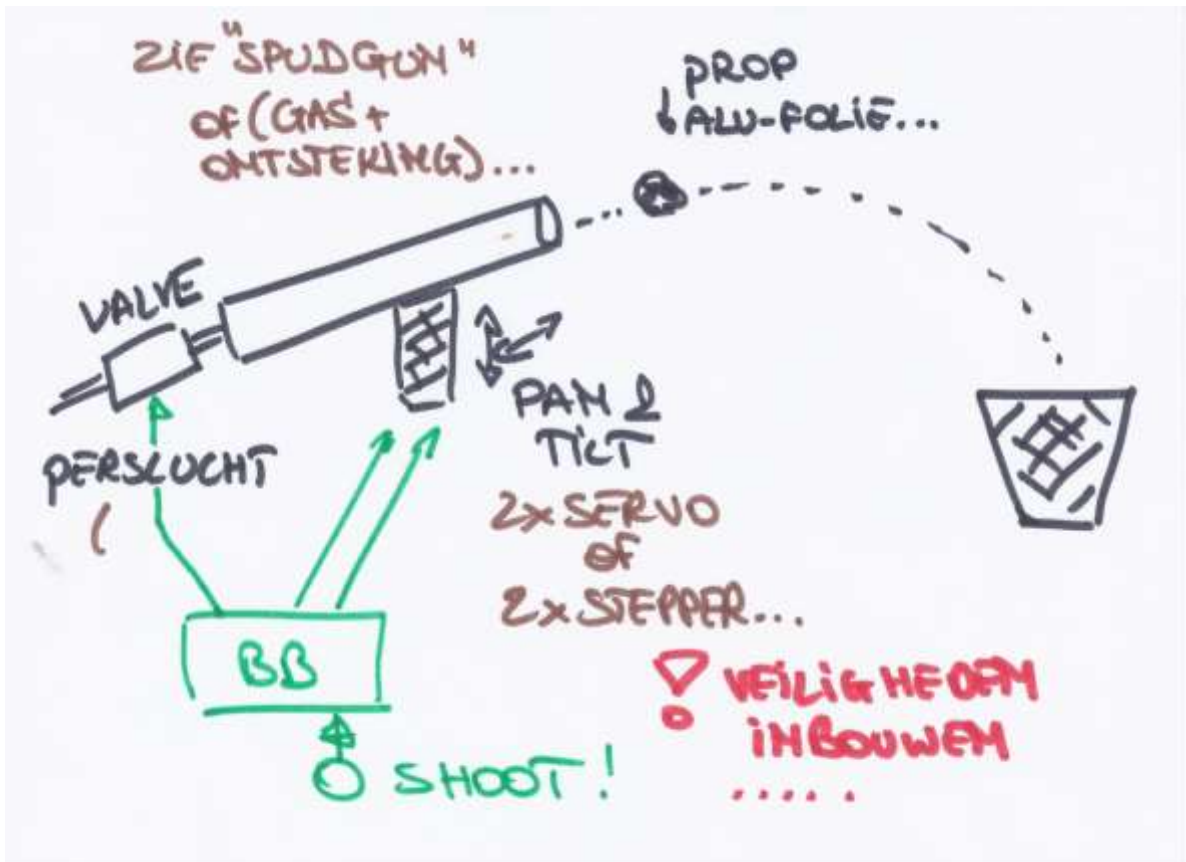 ZIE "SPUDGUN"
OF (GAS +
ONTSTEKING)...
PROP
ALU-FOLIE...
VALVE
PERSLUCHT
(
PAN &
TILT
2x SERVO
OF
2x STEPPER...
BB
SHOOT!
! VEILIGHEDEN
INBOUWEN
.....